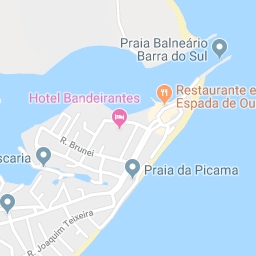 Praia Balneário
Barra do Sul
Restaurante e
Espada de Ou
Hotel Bandeirantes
R. Brunei
scaria
Praia da Picama
R. Joaquim Teixeira